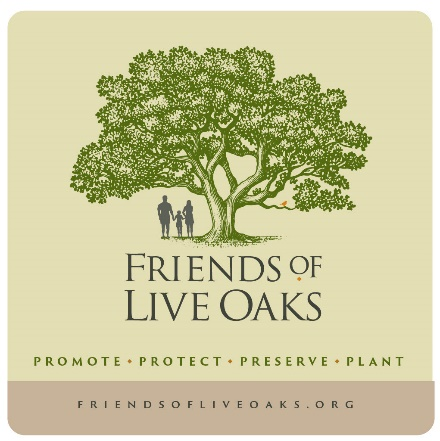 FRIENDS OF
LIVE OAKS
PROMOTE • PROTECT • PRESERVE • PLANT
FRIENDSOFLIVEOAKS.ORG